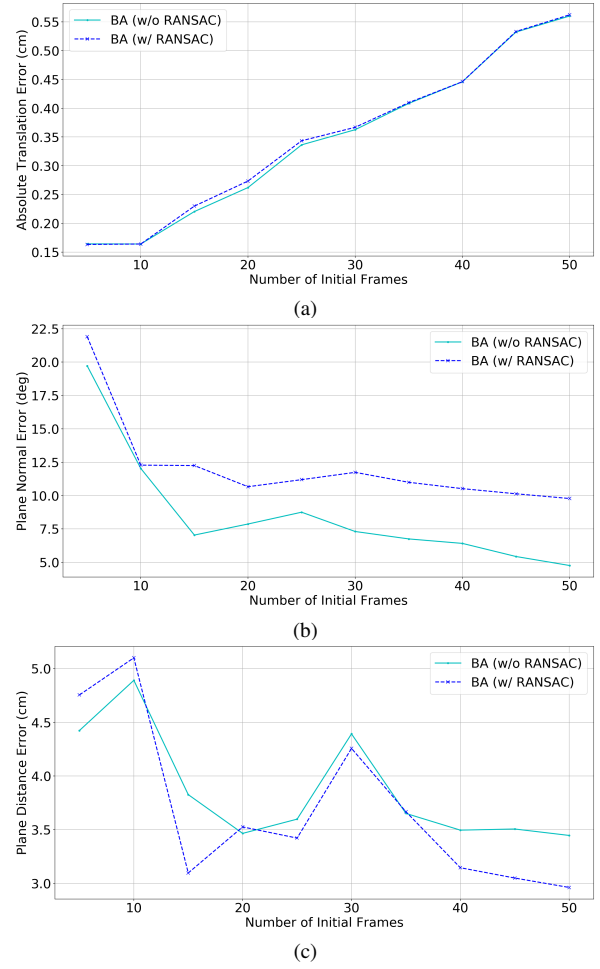 BA (w/o RANSAC)
BA (w/ RANSAC)
Absolute Translation Error (cm)
0.55
0.50
0.45
0.40
0.35
0.30
0.25
0.20
0.15
10 20 30 40 50
Number of Initial Frames
(a)
BA (w/o RANSAC)
BA (w/ RANSAC)
Plane Normal Error (deg)
22.5
20.0
17.5
15.0
12.5
10.0
7.5
5.0
10 20 30 40 50
Number of Initial Frames
(b)
BA (w/o RANSAC)
BA (w/ RANSAC)
Plane Distance Error (cm)
5.0
4.5
4.0
3.5
3.0
10 20 30 40 50
Number of Initial Frames
(c)